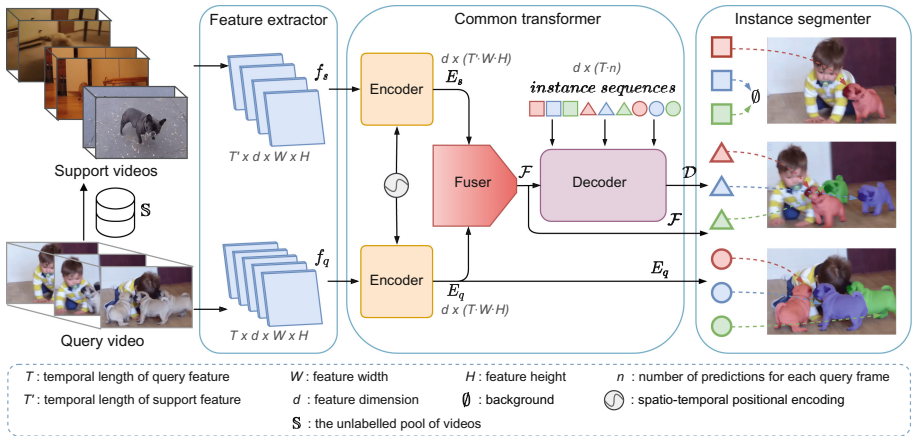 Feature extractor
Common transformer
Instance segmenter
Support videos
𝕊
Query video
f_s
T' x d x W x H
f_q
T x d x W x H
Encoder
d x (T'·W·H)
E_s
d x (T·n)
instance sequences
Fuser
ℱ
Decoder
𝒟
ℱ
Encoder
E_q
d x (T·W·H)
E_q
∅
T : temporal length of query feature
W : feature width
H : feature height
n : number of predictions for each query frame
T' : temporal length of support feature
d : feature dimension
∅ : background
: spatio-temporal positional encoding
𝕊 : the unlabelled pool of videos